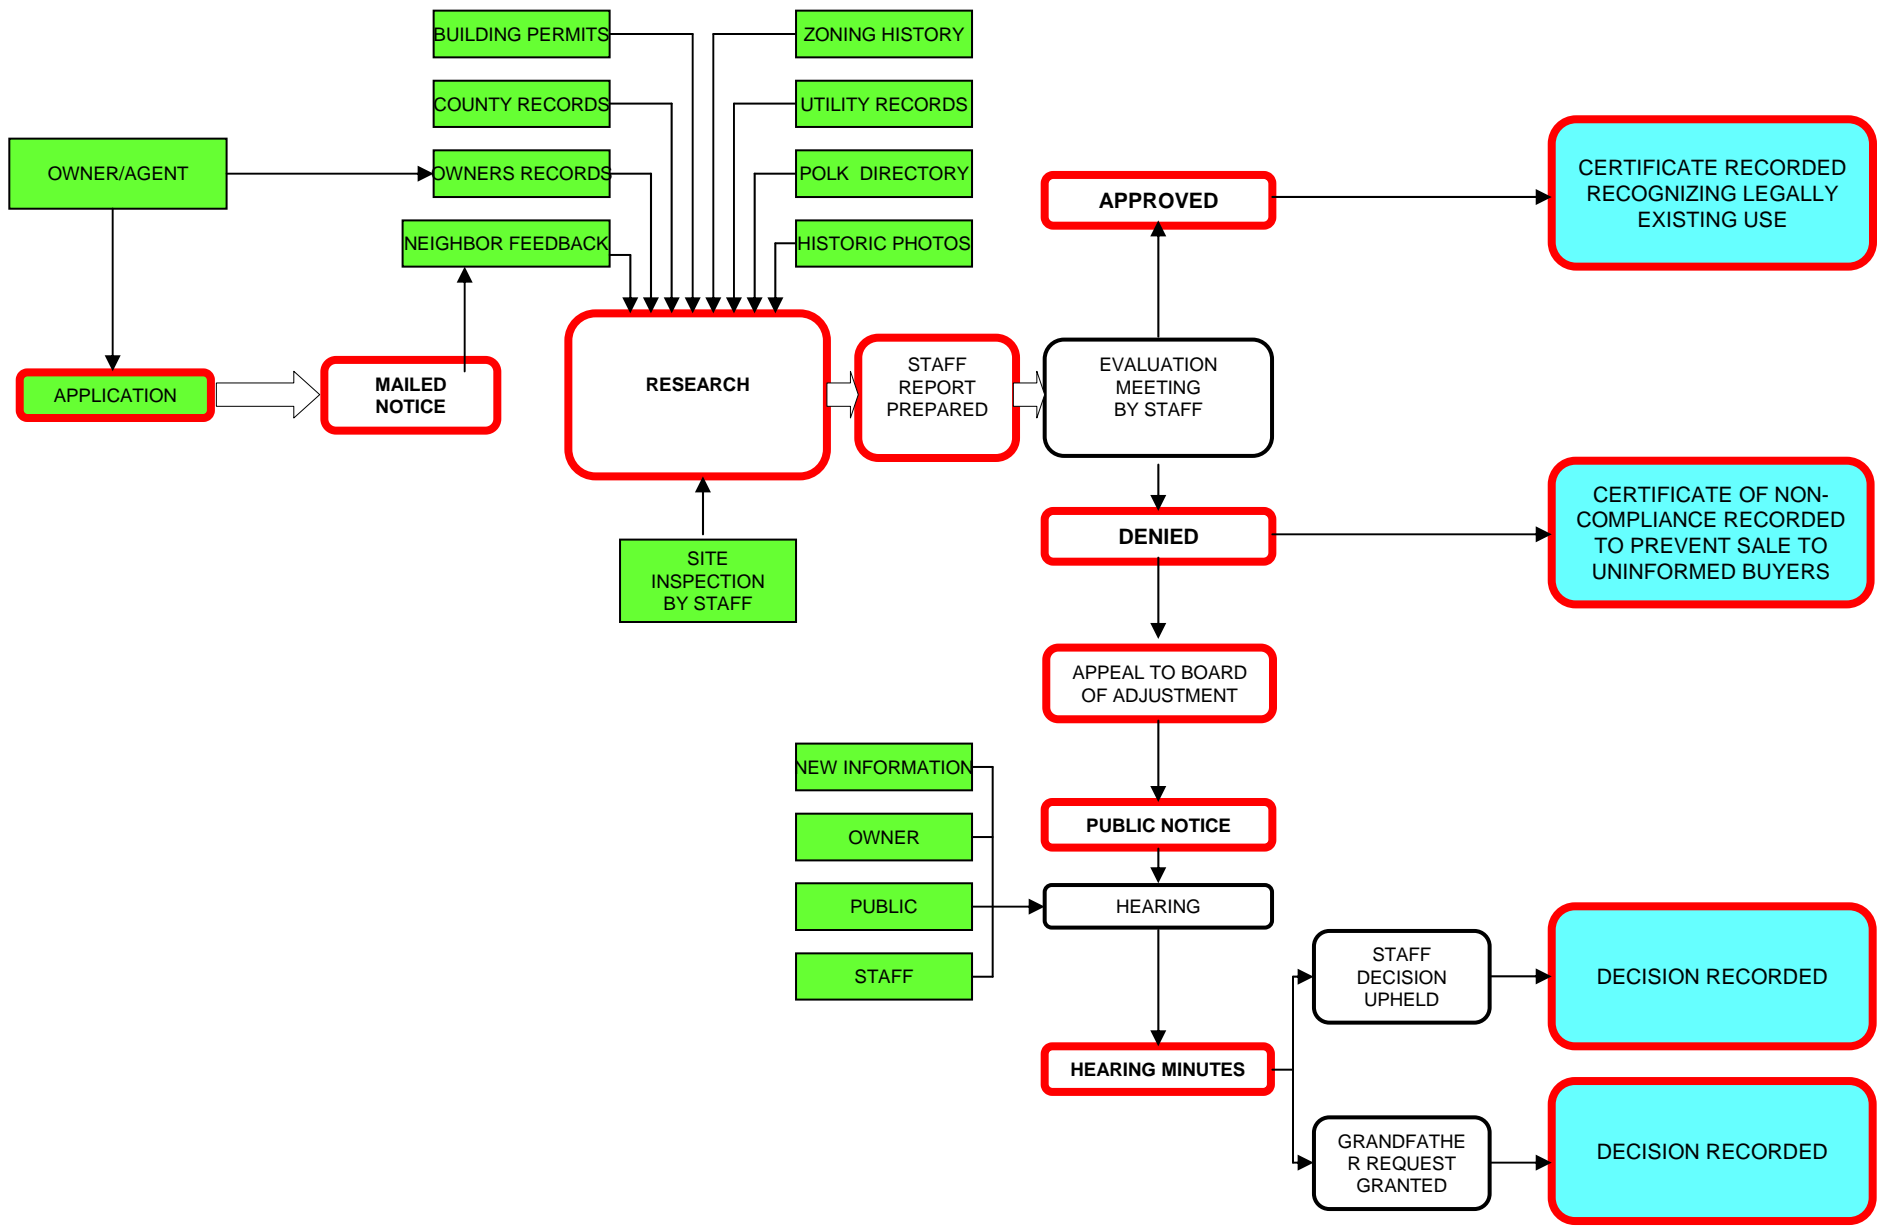 BUILDING PERMITS
ZONING HISTORY
COUNTY RECORDS
UTILITY RECORDS
OWNER/AGENT
OWNERS RECORDS
POLK DIRECTORY
NEIGHBOR FEEDBACK
HISTORIC PHOTOS
APPROVED
CERTIFICATE RECORDED
RECOGNIZING LEGALLY
EXISTING USE
APPLICATION
MAILED
NOTICE
RESEARCH
STAFF
REPORT
PREPARED
EVALUATION
MEETING
BY STAFF
SITE
INSPECTION
BY STAFF
DENIED
CERTIFICATE OF NON-
COMPLIANCE RECORDED
TO PREVENT SALE TO
UNINFORMED BUYERS
APPEAL TO BOARD
OF ADJUSTMENT
NEW INFORMATION
OWNER
PUBLIC
STAFF
PUBLIC NOTICE
HEARING
HEARING MINUTES
STAFF
DECISION
UPHELD
DECISION RECORDED
GRANDFATHE
R REQUEST
GRANTED
DECISION RECORDED